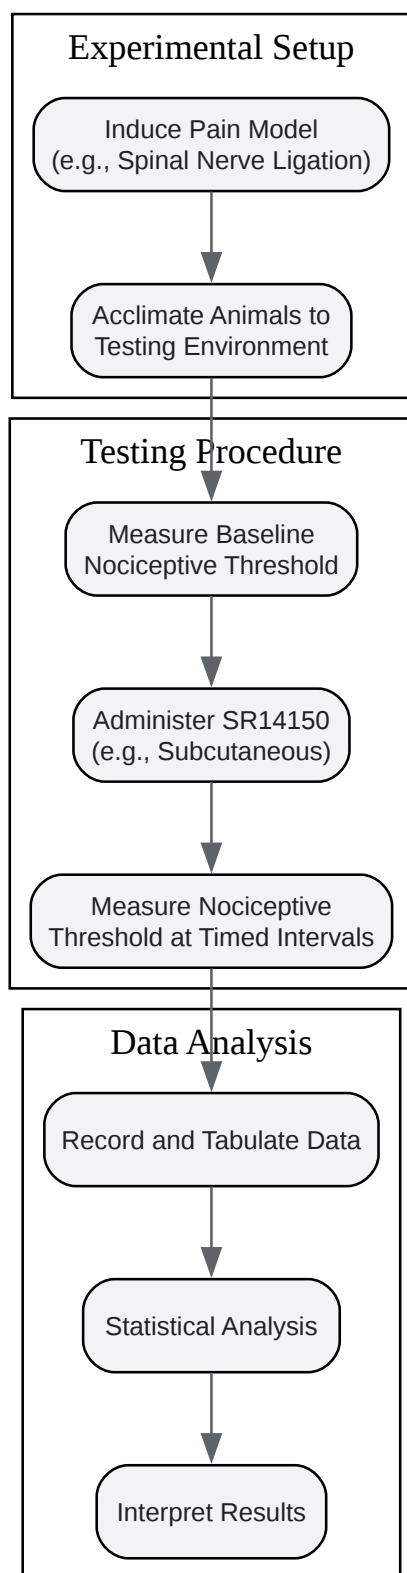 Experimental Setup
Induce Pain Model
(e.g., Spinal Nerve Ligation)
Acclimate Animals to
Testing Environment
Testing Procedure
Measure Baseline
Nociceptive Threshold
Administer SR14150
(e.g., Subcutaneous)
Measure Nociceptive
Threshold at Timed Intervals
Data Analysis
Record and Tabulate Data
Statistical Analysis
Interpret Results